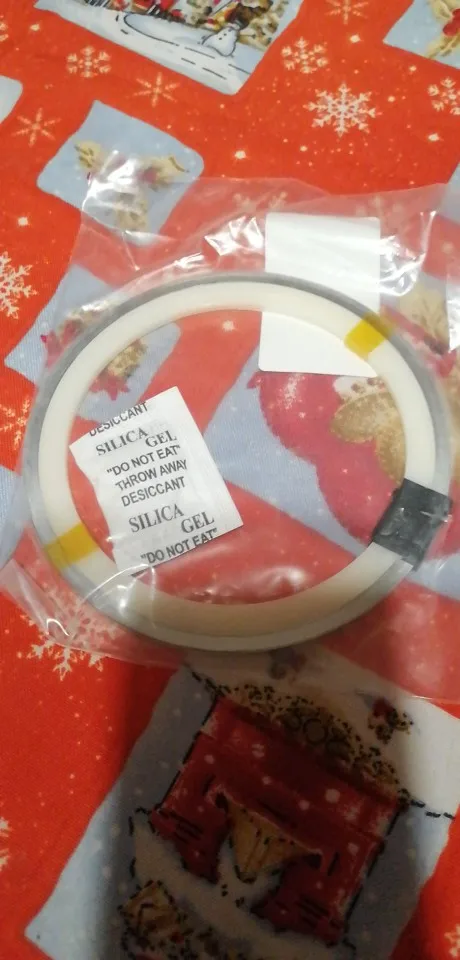 DESICCANT
SILICA GEL
"DO NOT EAT"
THROW AWAY
DESICCANT
SILICA GEL
"DO NOT EAT"